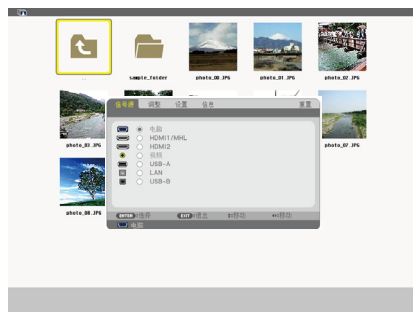 ..
sample_folder
photo_00.JPG
photo_01.JPG
photo_02.JPG
信号源 调整 设置 信息 重置
photo_03.JPG
photo_07.JPG
电脑
HDMI1/MHL
HDMI2
视频
USB-A
LAN
USB-B
photo_08.JPG
ENTER :选择 EXIT :退出 :移动 :移动
电脑